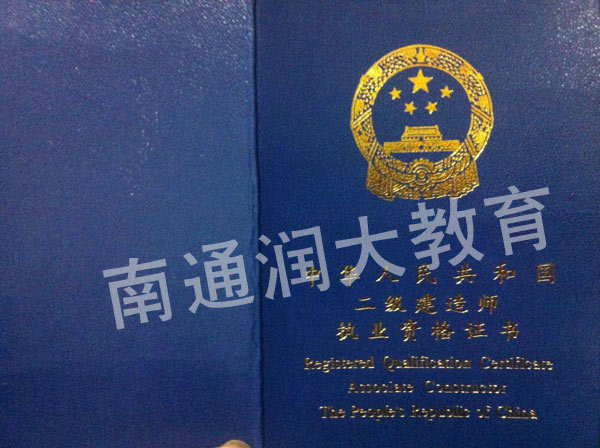 南通润大教育
中华人民共和国
二级建造师
执业资格证书
Registered Qualification Certificate
Associate Constructor
The People's Republic of China